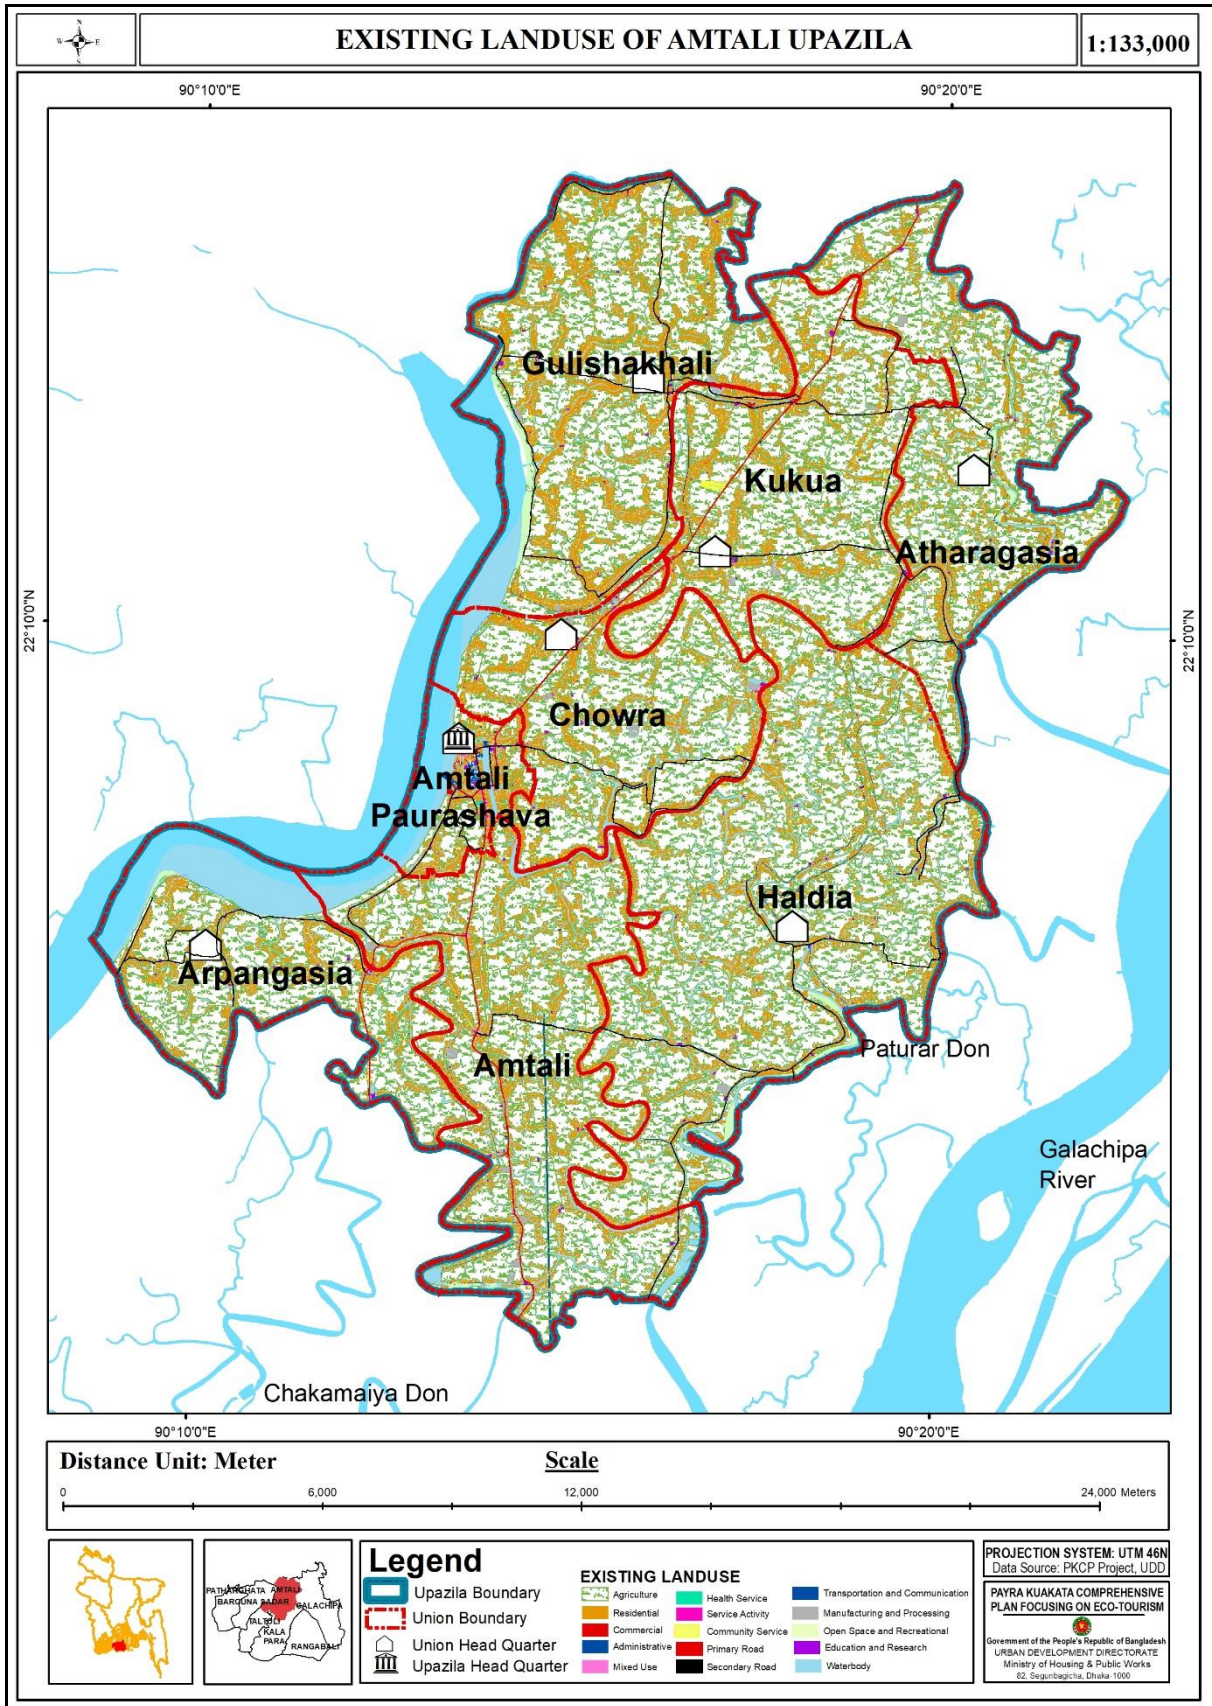 N
W E
S
EXISTING LANDUSE OF AMTALI UPAZILA
1:133,000
90°10'0"E
90°20'0"E
22°10'0"N
22°10'0"N
Gulishakhali
Kukua
Atharagasia
Chowra
Amtali
Paurashava
Haldia
Arpangasia
Amtali
Paturar Don
Galachipa
River
Chakamaiya Don
90°10'0"E
90°20'0"E
Distance Unit: Meter
Scale
0
6,000
12,000
24,000 Meters
PATHARGHATA
AMTALI
BARGUNA SADAR
GALACHIPA
TALTOLI
KALA
PARA
RANGABALI
Legend
Upazila Boundary
Union Boundary
Union Head Quarter
Upazila Head Quarter
EXISTING LANDUSE
Agriculture
Residential
Commercial
Administrative
Mixed Use
Health Service
Service Activity
Community Service
Primary Road
Secondary Road
Transportation and Communication
Manufacturing and Processing
Open Space and Recreational
Education and Research
Waterbody
PROJECTION SYSTEM: UTM 46N
Data Source: PKCP Project, UDD
PAYRA KUAKATA COMPREHENSIVE
PLAN FOCUSING ON ECO-TOURISM
Government of the People's Republic of Bangladesh
URBAN DEVELOPMENT DIRECTORATE
Ministry of Housing & Public Works
82, Segunbagicha, Dhaka-1000